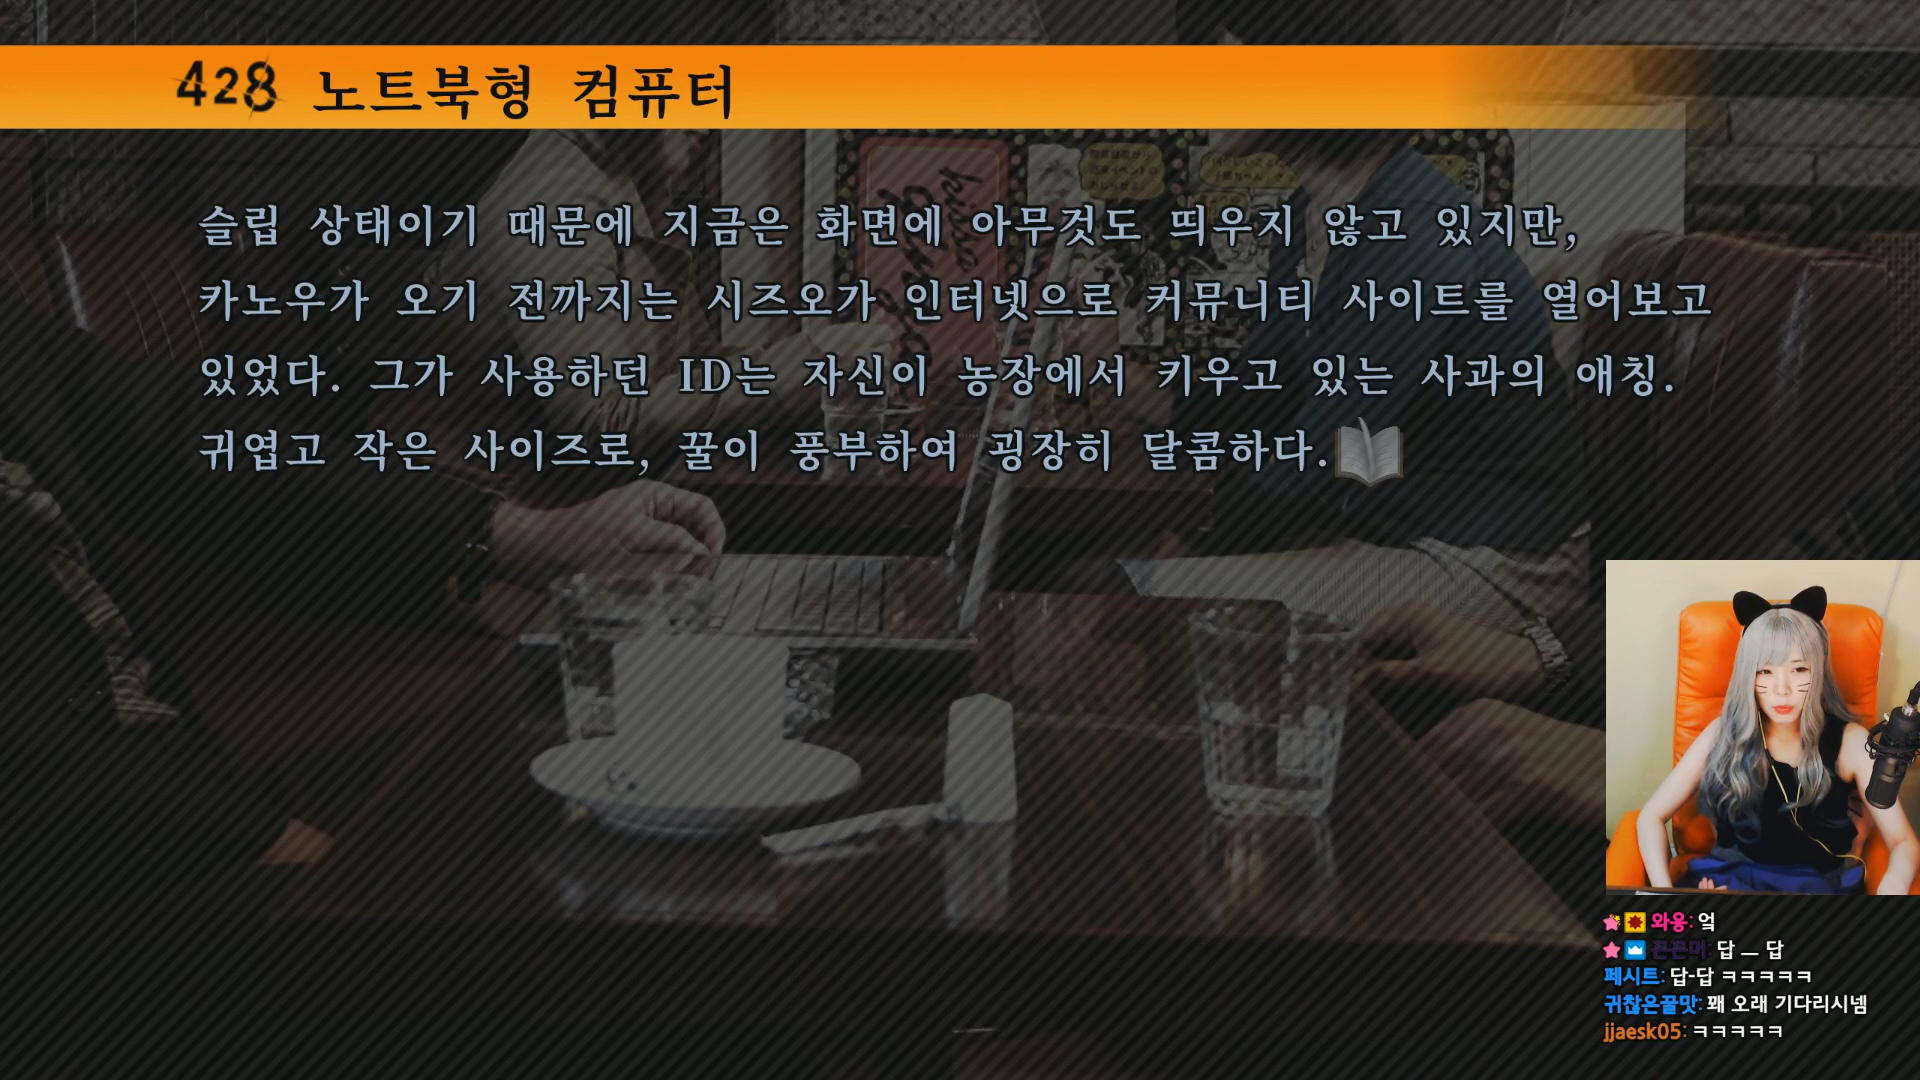 428 노트북형 컴퓨터
슬립 상태이기 때문에 지금은 화면에 아무것도 띄우지 않고 있지만,
카노우가 오기 전까지는 시즈오가 인터넷으로 커뮤니티 사이트를 열어보고
있었다. 그가 사용하던 ID는 자신이 농장에서 키우고 있는 사과의 애칭.
귀엽고 작은 사이즈로, 꿀이 풍부하여 굉장히 달콤하다.
와용: 엌
답 ㅡ 답
페시트: 답-답 ㅋㅋㅋㅋㅋ
귀찮은꿀맛: 꽤 오래 기다리시넴
jjaesk05: ㅋㅋㅋㅋㅋ